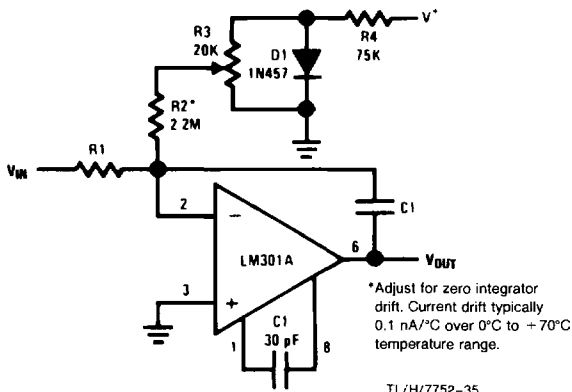 R3
20K
D1
1N457
R4
75K
V+
R2*
2.2M
R1
VIN
C1
2
−
6
LM301A
VOUT
3
+
C1
30 pF
1
8
*Adjust for zero integrator
drift. Current drift typically
0.1 nA/°C over 0°C to +70°C
temperature range.
TL/H/7752–35